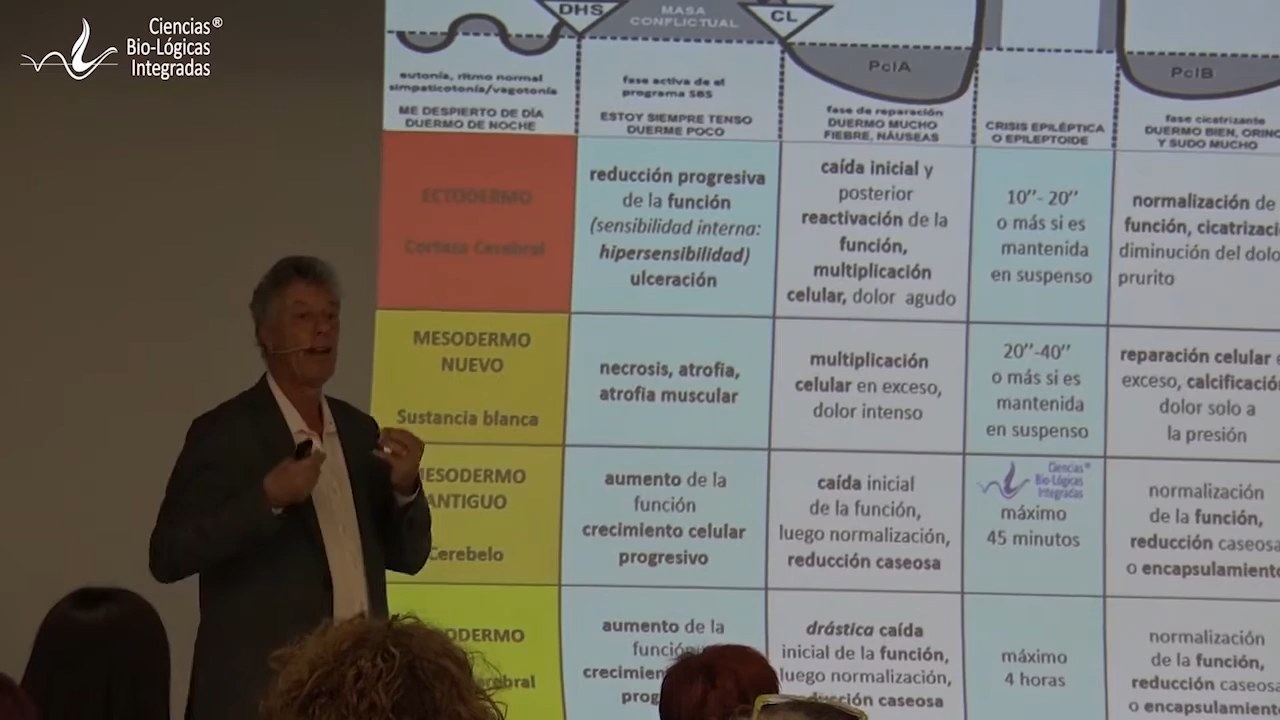 Ciencias®
Bio-Lógicas
Integradas
DHS
MASA
CONFLICTUAL
CL
PclA
PclB
eutonía, ritmo normal
simpaticotonía/vagotonía
ME DESPIERTO DE DÍA
DUERMO DE NOCHE
fase activa de el
programa SBS
ESTOY SIEMPRE TENSO
DUERME POCO
fase de reparación
DUERMO MUCHO
FIEBRE, NÁUSEAS
CRISIS EPILÉPTICA
O EPILEPTOIDE
fase cicatrizante
DUERMO BIEN, ORINO
Y SUDO MUCHO
ECTODERMO
Corteza Cerebral
reducción progresiva
de la función
(sensibilidad interna:
hipersensibilidad)
ulceración
caída inicial y
posterior
reactivación de la
función,
multiplicación
celular, dolor agudo
10’’- 20’’
o más si es
mantenida
en suspenso
normalización de
función, cicatrizaci
diminución del dolo
prurito
MESODERMO
NUEVO
Sustancia blanca
necrosis, atrofia,
atrofia muscular
multiplicación
celular en exceso,
dolor intenso
20’’-40’’
o más si es
mantenida
en suspenso
reparación celular e
exceso, calcificació
dolor solo a
la presión
MESODERMO
ANTIGUO
Cerebelo
aumento de la
función
crecimiento celular
progresivo
caída inicial
de la función,
luego normalización,
reducción caseosa
Ciencias®
Bio-Lógicas
Integradas
máximo
45 minutos
normalización
de la función,
reducción caseosa
o encapsulamiento
ODERMO
erebral
aumento de la
función
crecimien
prog
drástica caída
inicial de la función,
luego normalización,
reducción caseosa
máximo
4 horas
normalización
de la función,
reducción caseosa
o encapsulamiento